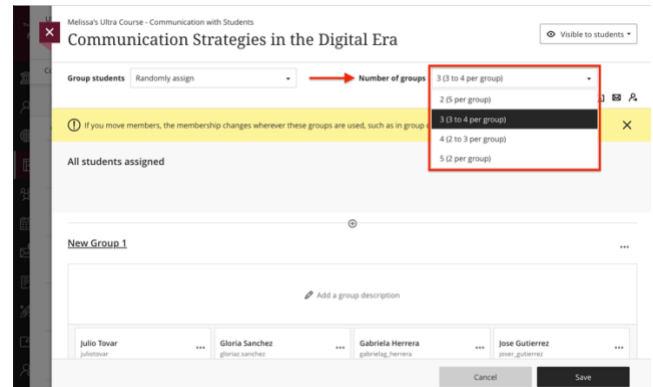 Melissa's Ultra Course - Communication with Students
Communication Strategies in the Digital Era
Visible to students
Group students
Randomly assign
Number of groups
3 (3 to 4 per group)
2 (5 per group)
3 (3 to 4 per group)
4 (2 to 3 per group)
5 (2 per group)
If you move members, the membership changes wherever these groups are used, such as in group
All students assigned
New Group 1
Add a group description
Julio Tovar
juliotovar
Gloria Sanchez
gloriaz.sanchez
Gabriela Herrera
gabrielag_herrera
Jose Gutierrez
joser_gutierrez
Cancel
Save